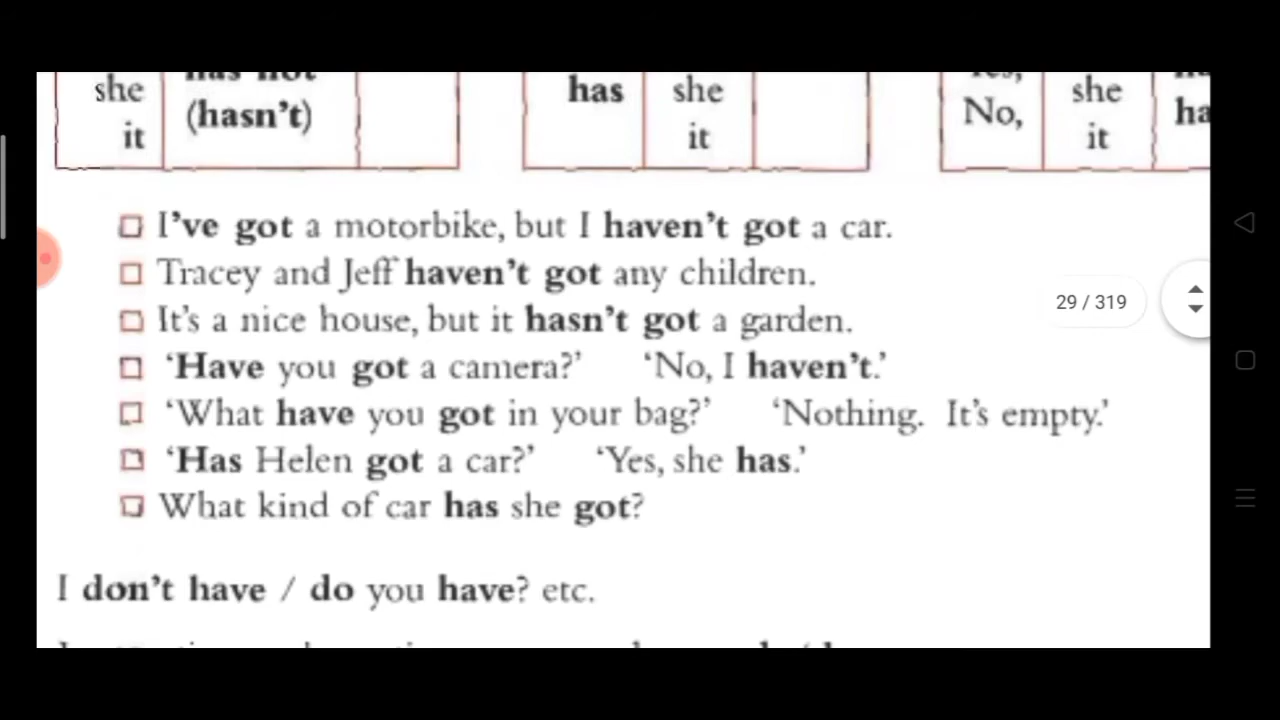 she
it
has not
(hasn't)
has
she
it
Yes,
No,
she
it
I've got a motorbike, but I haven't got a car.
Tracey and Jeff haven't got any children.
It's a nice house, but it hasn't got a garden.
'Have you got a camera?' 'No, I haven't.'
'What have you got in your bag?' 'Nothing. It's empty.'
'Has Helen got a car?' 'Yes, she has.'
What kind of car has she got?
29 / 319
I don't have / do you have? etc.